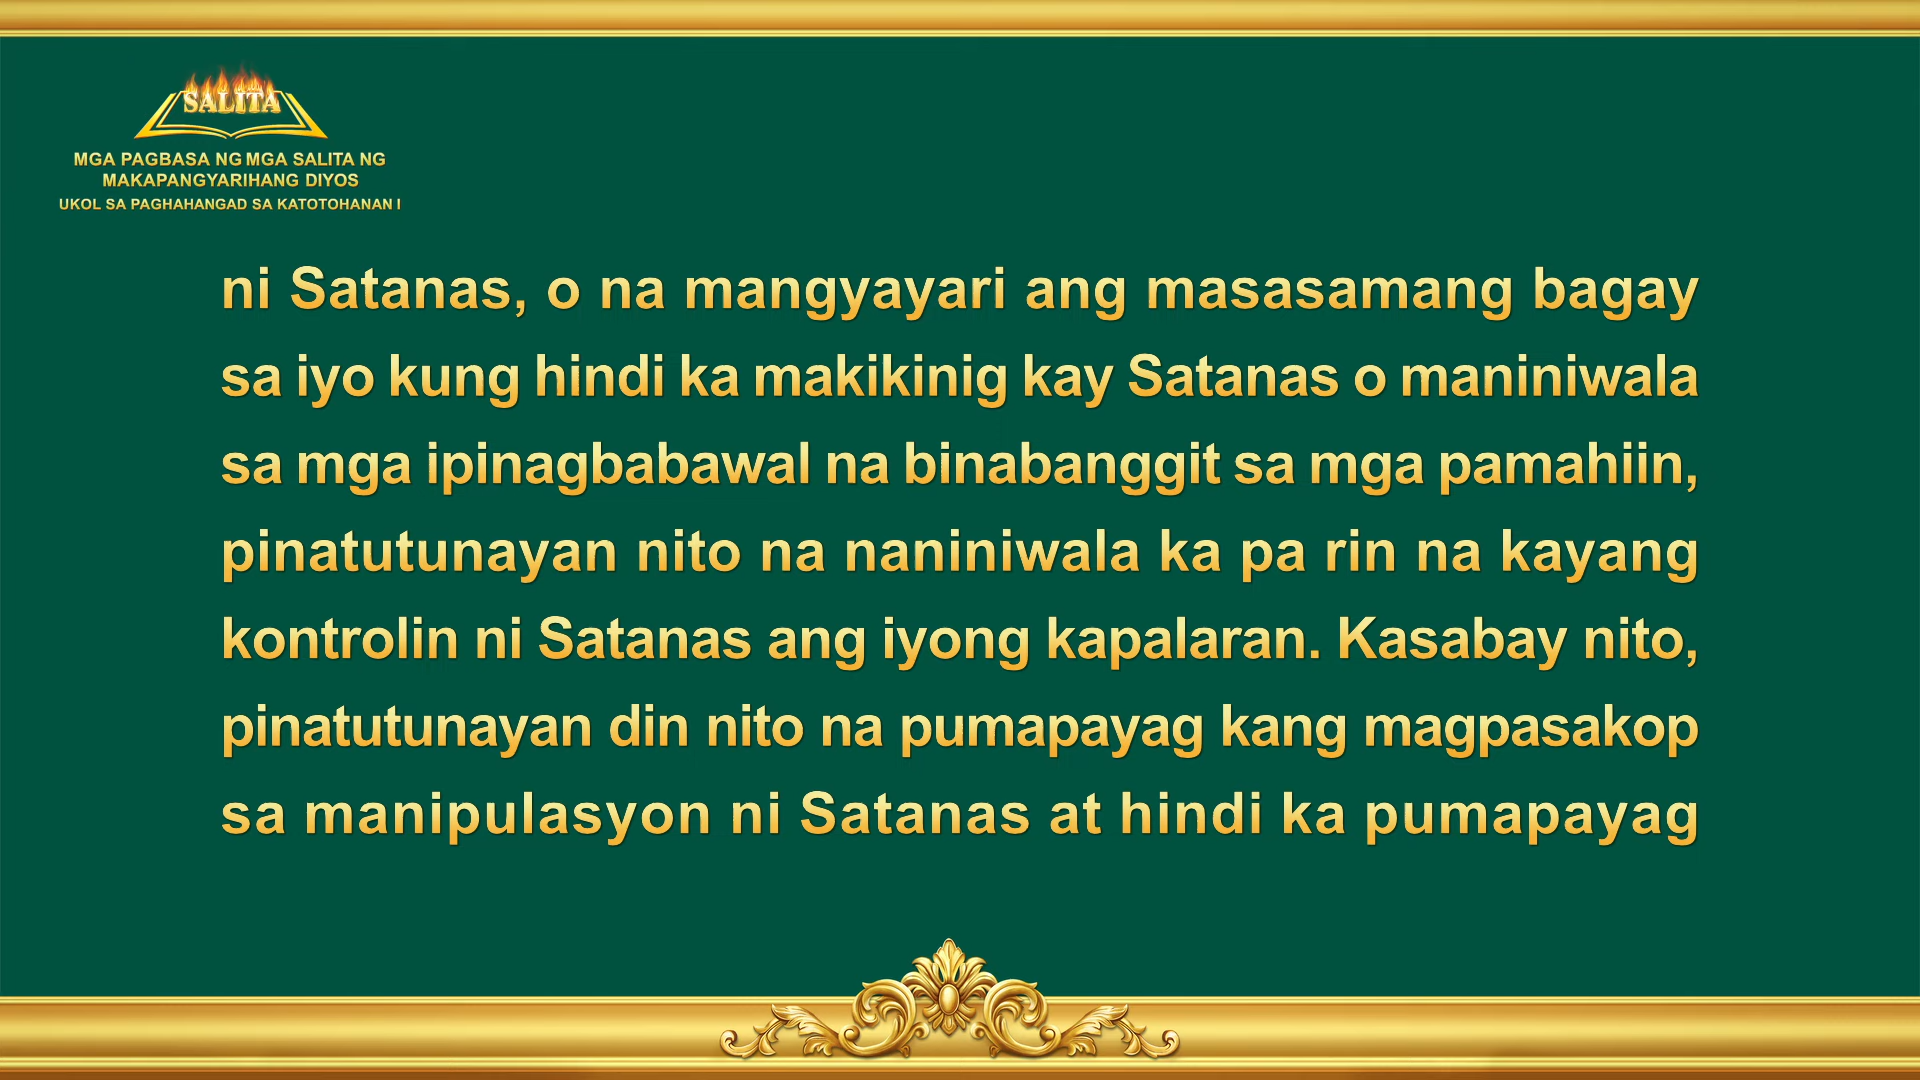 SALITA
MGA PAGBASA NG MGA SALITA NG
MAKAPANGYARIHANG DIYOS
UKOL SA PAGHAHANGAD SA KATOTOHANAN I
ni Satanas, o na mangyayari ang masasamang bagay
sa iyo kung hindi ka makikinig kay Satanas o maniniwala
sa mga ipinagbabawal na binabanggit sa mga pamahiin,
pinatutunayan nito na naniniwala ka pa rin na kayang
kontrolin ni Satanas ang iyong kapalaran. Kasabay nito,
pinatutunayan din nito na pumapayag kang magpasakop
sa manipulasyon ni Satanas at hindi ka pumapayag